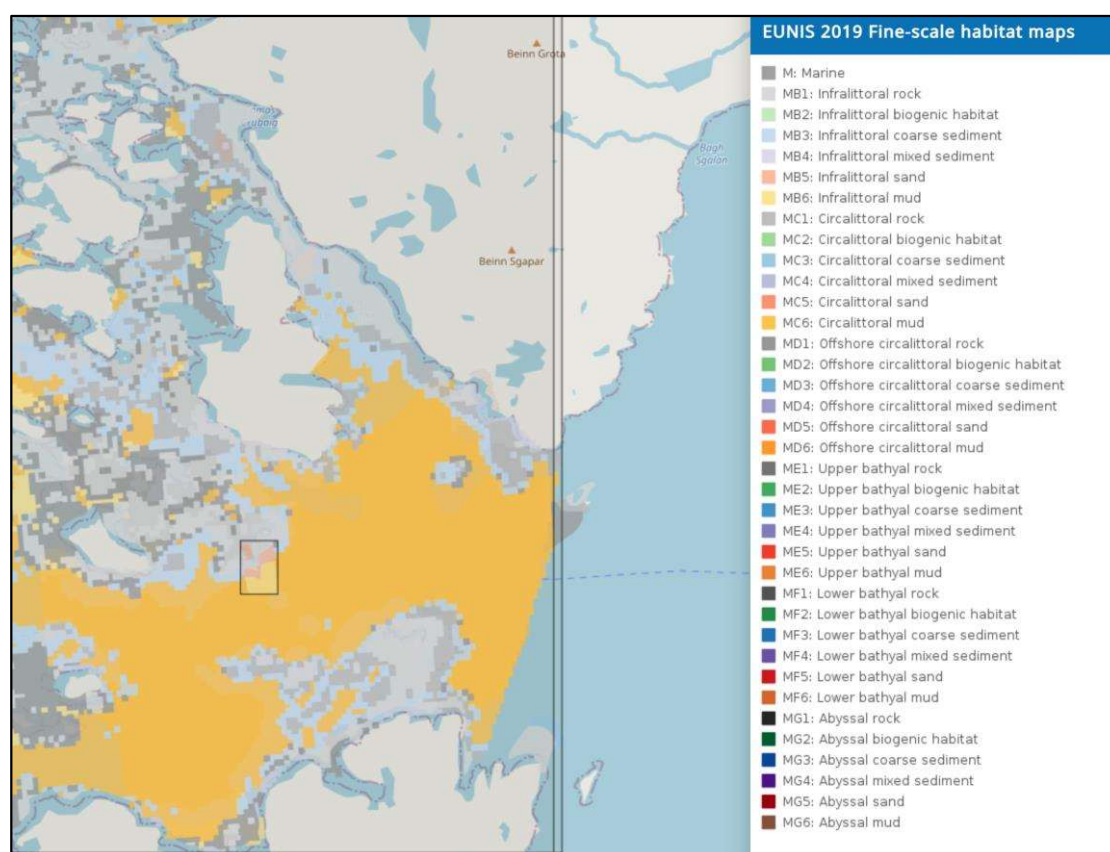 EUNIS 2019 Fine-scale habitat maps
Beinn Grota
Bàgh
Sgalan
Beinn Sgapar
M: Marine
MB1: Infralittoral rock
MB2: Infralittoral biogenic habitat
MB3: Infralittoral coarse sediment
MB4: Infralittoral mixed sediment
MB5: Infralittoral sand
MB6: Infralittoral mud
MC1: Circalittoral rock
MC2: Circalittoral biogenic habitat
MC3: Circalittoral coarse sediment
MC4: Circalittoral mixed sediment
MC5: Circalittoral sand
MC6: Circalittoral mud
MD1: Offshore circalittoral rock
MD2: Offshore circalittoral biogenic habitat
MD3: Offshore circalittoral coarse sediment
MD4: Offshore circalittoral mixed sediment
MD5: Offshore circalittoral sand
MD6: Offshore circalittoral mud
ME1: Upper bathyal rock
ME2: Upper bathyal biogenic habitat
ME3: Upper bathyal coarse sediment
ME4: Upper bathyal mixed sediment
ME5: Upper bathyal sand
ME6: Upper bathyal mud
MF1: Lower bathyal rock
MF2: Lower bathyal biogenic habitat
MF3: Lower bathyal coarse sediment
MF4: Lower bathyal mixed sediment
MF5: Lower bathyal sand
MF6: Lower bathyal mud
MG1: Abyssal rock
MG2: Abyssal biogenic habitat
MG3: Abyssal coarse sediment
MG4: Abyssal mixed sediment
MG5: Abyssal sand
MG6: Abyssal mud